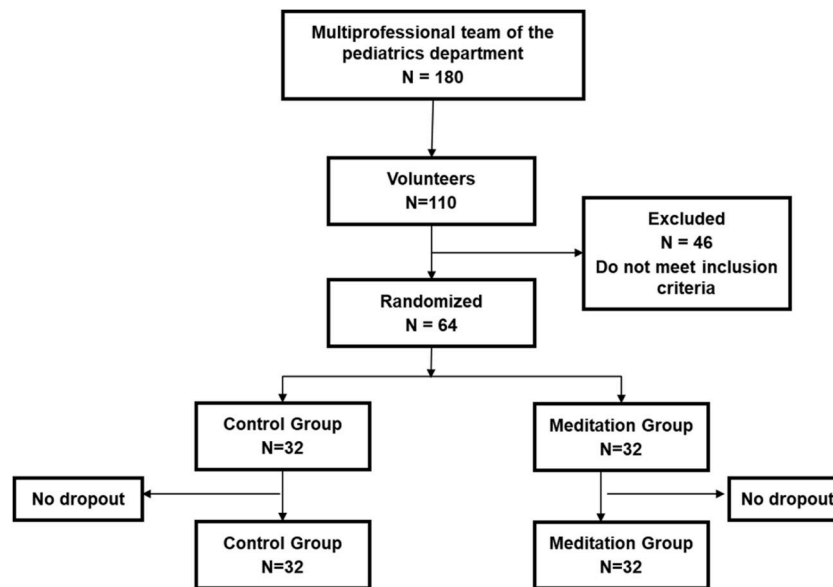 Multiprofessional team of the
pediatrics department
N = 180
Volunteers
N=110
Excluded
N = 46
Do not meet inclusion
criteria
Randomized
N = 64
Control Group
N=32
Meditation Group
N=32
No dropout
No dropout
Control Group
N=32
Meditation Group
N=32